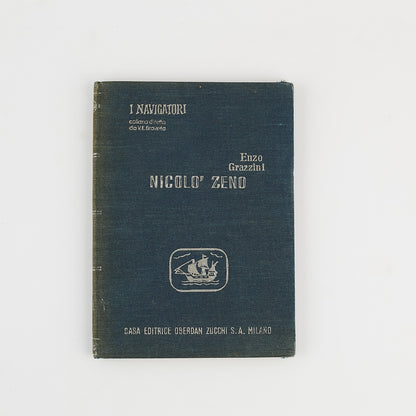 I NAVIGATORI
collana diretta
da V.E. Bravetta
Enzo
Grazzini
NICOLO' ZENO
CASA EDITRICE OBERDAN ZUCCHI S. A. MILANO